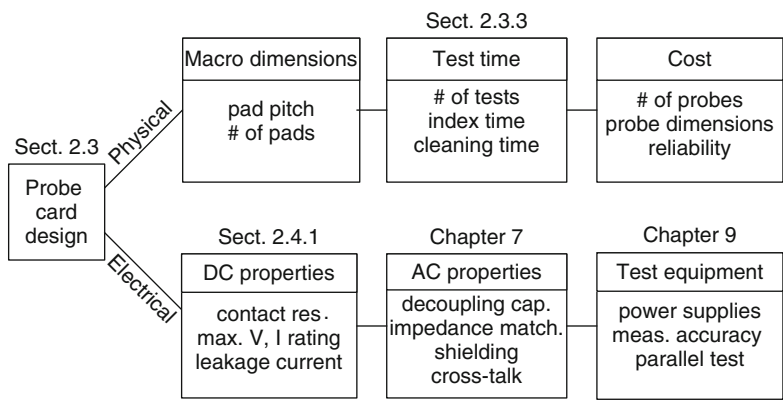 Sect. 2.3.3
Macro dimensions
pad pitch
# of pads
Test time
# of tests
index time
cleaning time
Cost
# of probes
probe dimensions
reliability
Physical
Sect. 2.3
Probe
card
design
Electrical
Sect. 2.4.1
DC properties
contact res.
max. V, I rating
leakage current
Chapter 7
AC properties
decoupling cap.
impedance match.
shielding
cross-talk
Chapter 9
Test equipment
power supplies
meas. accuracy
parallel test